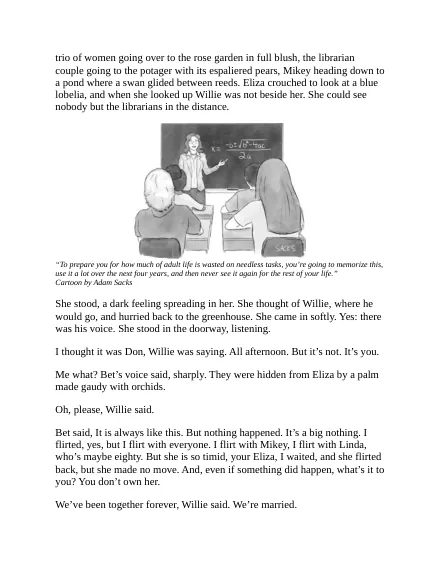 trio of women going over to the rose garden in full blush, the librarian
couple going to the potager with its espaliered pears, Mikey heading down to
a pond where a swan glided between reeds. Eliza crouched to look at a blue
lobelia, and when she looked up Willie was not beside her. She could see
nobody but the librarians in the distance.
x = -b±√b²-4ac
2a
SACKS
“To prepare you for how much of adult life is wasted on needless tasks, you’re going to memorize this,
use it a lot over the next four years, and then never see it again for the rest of your life.”
Cartoon by Adam Sacks
She stood, a dark feeling spreading in her. She thought of Willie, where he
would go, and hurried back to the greenhouse. She came in softly. Yes: there
was his voice. She stood in the doorway, listening.
I thought it was Don, Willie was saying. All afternoon. But it’s not. It’s you.
Me what? Bet’s voice said, sharply. They were hidden from Eliza by a palm
made gaudy with orchids.
Oh, please, Willie said.
Bet said, It is always like this. But nothing happened. It’s a big nothing. I
flirted, yes, but I flirt with everyone. I flirt with Mikey, I flirt with Linda,
who’s maybe eighty. But she is so timid, your Eliza, I waited, and she flirted
back, but she made no move. And, even if something did happen, what’s it to
you? You don’t own her.
We’ve been together forever, Willie said. We’re married.